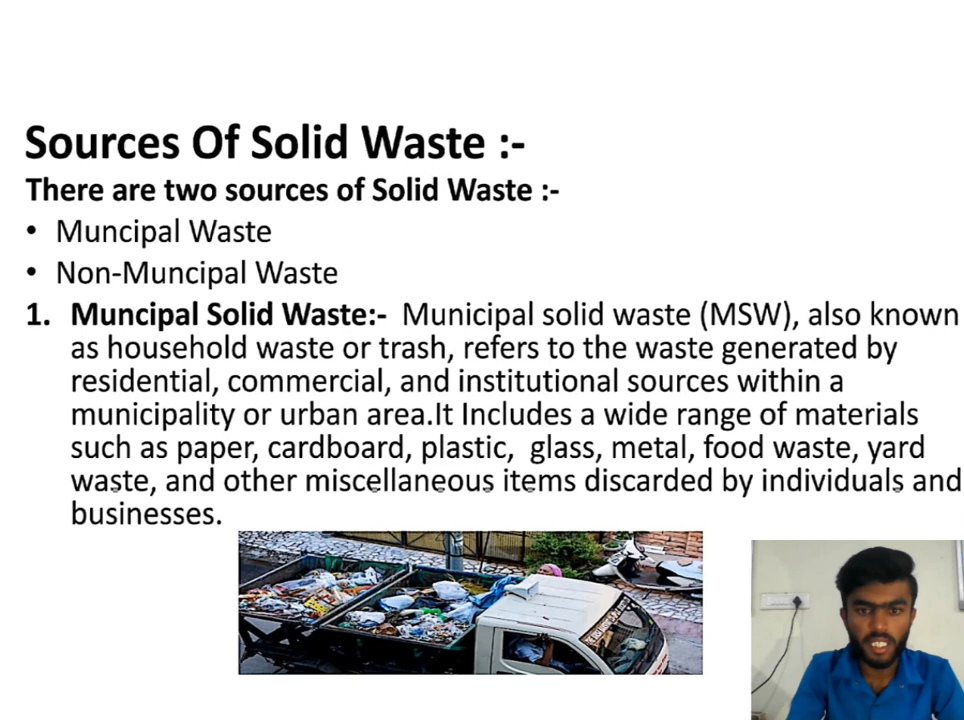 Sources Of Solid Waste :-
There are two sources of Solid Waste :-
• Muncipal Waste
• Non-Muncipal Waste
1. Muncipal Solid Waste:- Municipal solid waste (MSW), also known
as household waste or trash, refers to the waste generated by
residential, commercial, and institutional sources within a
municipality or urban area.It Includes a wide range of materials
such as paper, cardboard, plastic, glass, metal, food waste, yard
waste, and other miscellaneous items discarded by individuals and
businesses.